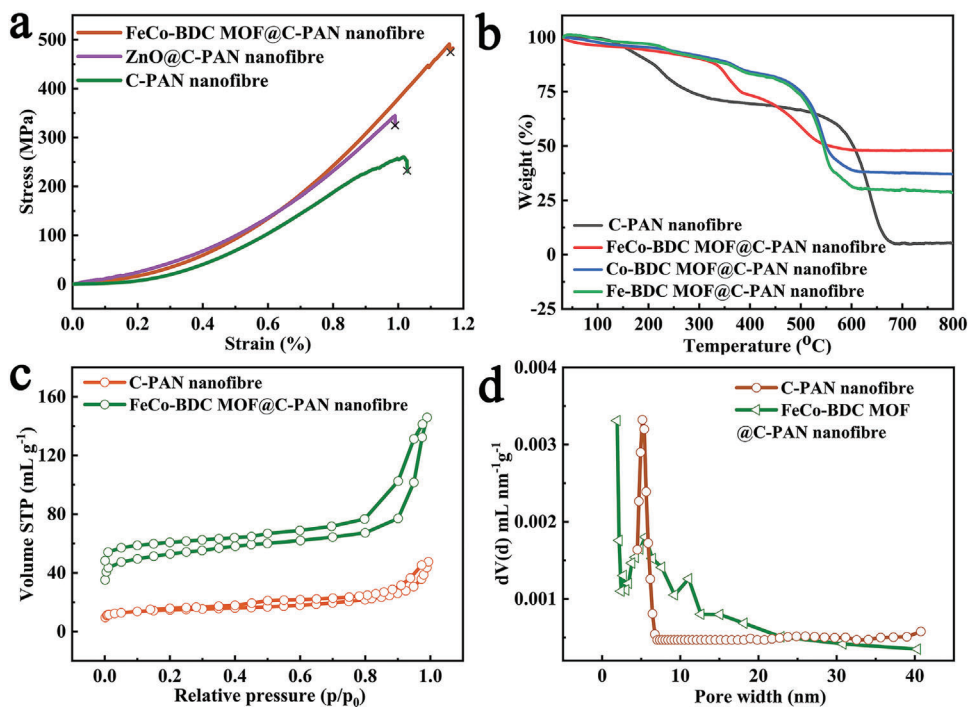 a
FeCo-BDC MOF@C-PAN nanofibre
ZnO@C-PAN nanofibre
C-PAN nanofibre
500
400
300
200
100
0
Stress (MPa)
0.0 0.2 0.4 0.6 0.8 1.0 1.2
Strain (%)
b
100
75
50
25
0
-25
Weight (%)
C-PAN nanofibre
FeCo-BDC MOF@C-PAN nanofibre
Co-BDC MOF@C-PAN nanofibre
Fe-BDC MOF@C-PAN nanofibre
100 200 300 400 500 600 700 800
Temperature (⁰C)
c
C-PAN nanofibre
FeCo-BDC MOF@C-PAN nanofibre
160
120
80
40
0
Volume STP (mL g⁻¹)
0.0 0.2 0.4 0.6 0.8 1.0
Relative pressure (p/p₀)
d
C-PAN nanofibre
FeCo-BDC MOF
@C-PAN nanofibre
0.004
0.003
0.002
0.001
dV(d) mL nm⁻¹g⁻¹
0 10 20 30 40
Pore width (nm)